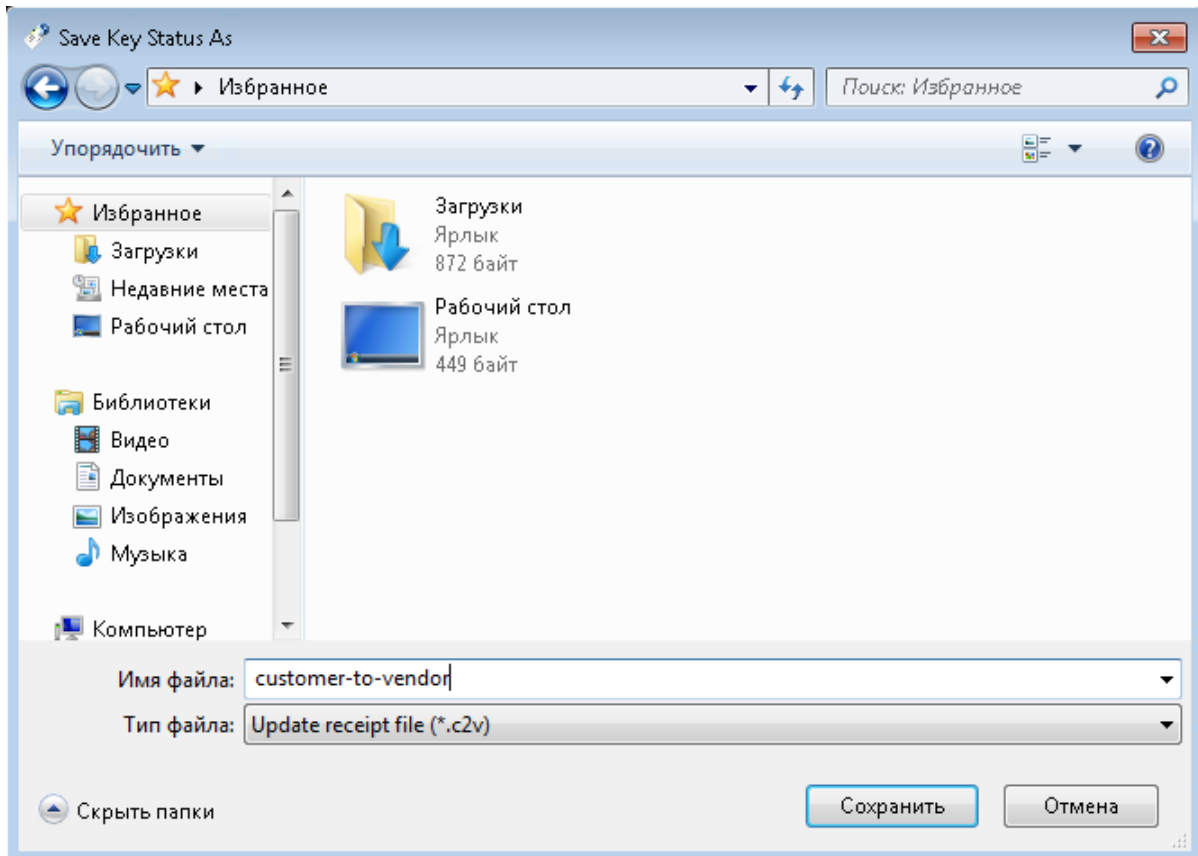 Save Key Status As
Избранное
Поиск: Избранное
Упорядочить
Избранное
Загрузки
Недавние места
Рабочий стол
Библиотеки
Видео
Документы
Изображения
Музыка
Компьютер
Загрузки
Ярлык
872 байт
Рабочий стол
Ярлык
449 байт
Имя файла: customer-to-vendor
Тип файла: Update receipt file (*.c2v)
Скрыть папки
Сохранить
Отмена